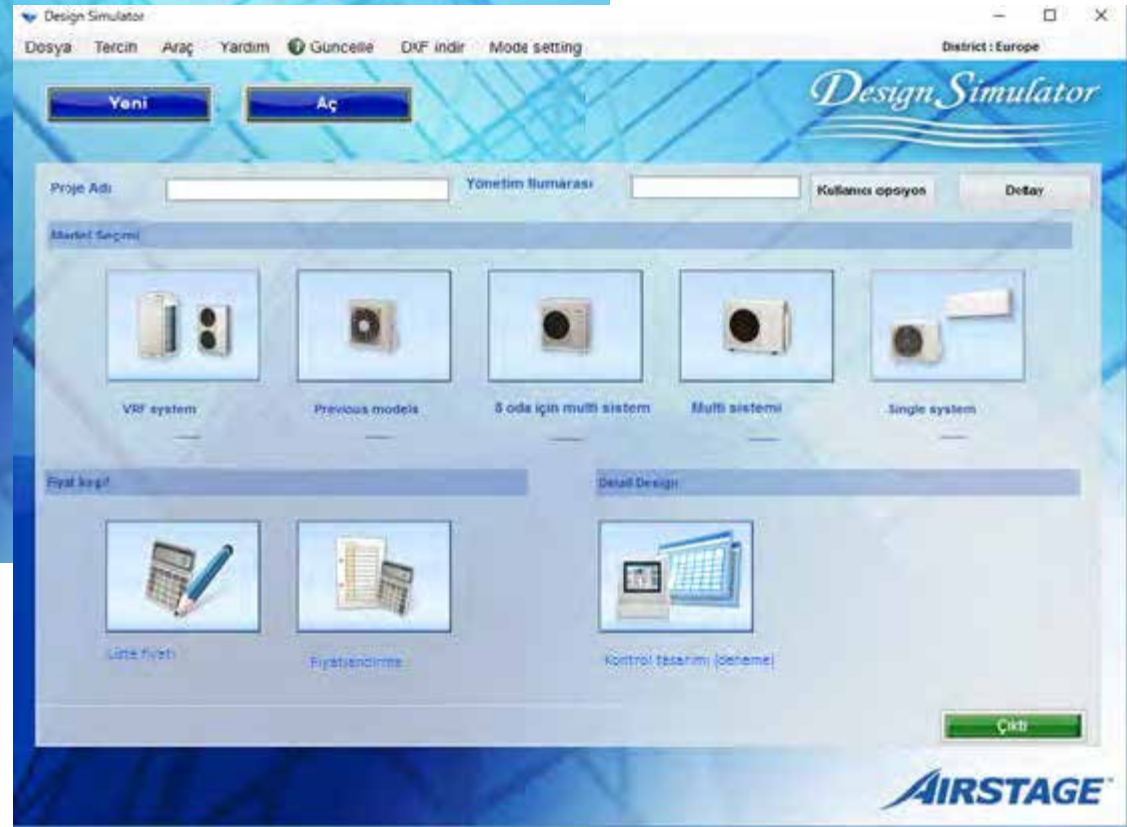 Design Simulator
Dosya Tercin Araç Yardım Güncelle DXF indir Mode setting District : Europe
Yeni Aç Design Simulator
Proje Adı Yönetim Numarası Kullanıcı opsiyon Detay
Model Seçimi
VRF system Previous models 8 oda için multi sistem Multi sistemi Single system
Fiyat keşif Detail Design
Liste fiyatı Fiyatlandırma Kontrol tasarımı (deneme)
Çıktı
AIRSTAGE